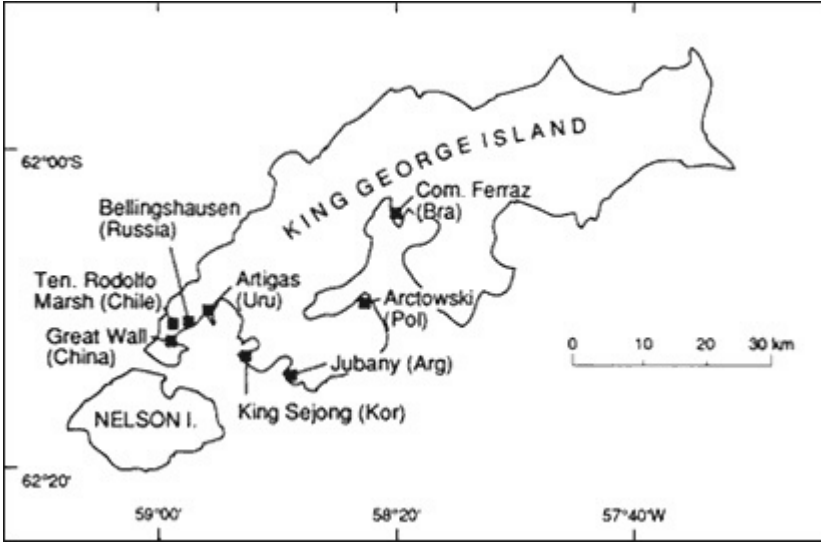 KING GEORGE ISLAND
62°00'S
Com. Ferraz
(Bra)
Bellingshausen
(Russia)
Ten. Rodolfo
Marsh (Chile)
Artigas
(Uru)
Arctowski
(Pol)
Great Wall
(China)
Jubany (Arg)
0 10 20 30 km
King Sejong (Kor)
NELSON I.
62°20'
59°00' 58°20' 57°40'W